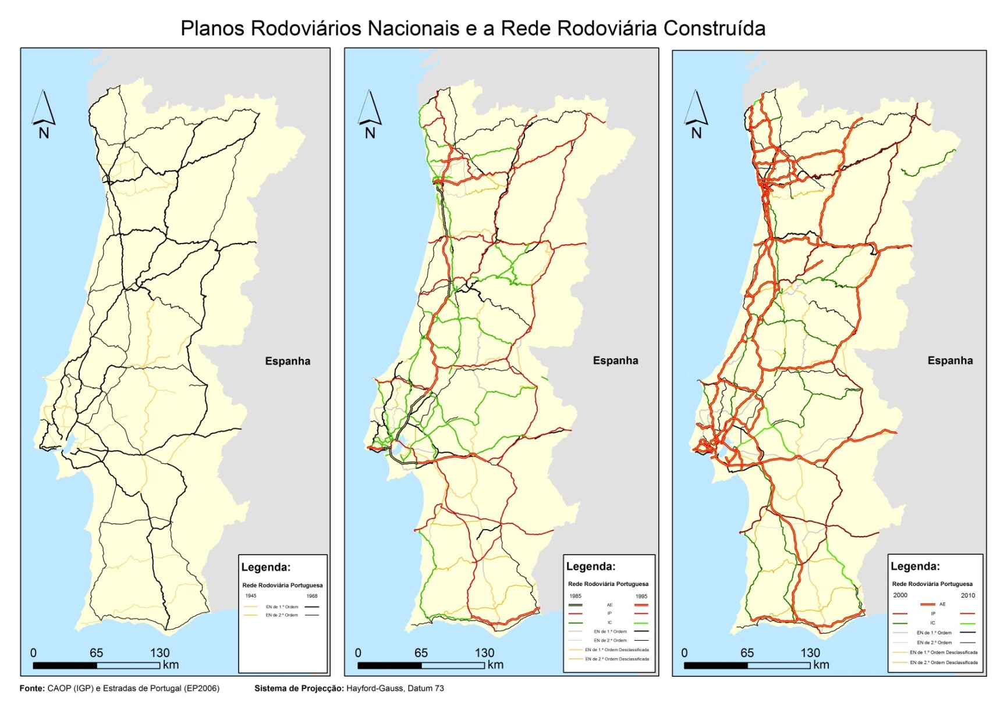 Planos Rodoviários Nacionais e a Rede Rodoviária Construída
N
Espanha
Legenda:
Rede Rodoviária Portuguesa
1945 1968
EN de 1.ª Ordem
EN de 2.ª Ordem
0 65 130
km
N
Espanha
Legenda:
Rede Rodoviária Portuguesa
1985 1995
AE
IP
IC
EN de 1.ª Ordem
EN de 2.ª Ordem
EN de 1.ª Ordem Desclassificada
EN de 2.ª Ordem Desclassificada
0 65 130
km
N
Espanha
Legenda:
Rede Rodoviária Portuguesa
2000 2010
AE
IP
IC
EN de 1.ª Ordem
EN de 2.ª Ordem
EN de 1.ª Ordem Desclassificada
EN de 2.ª Ordem Desclassificada
0 65 130
km
Fonte: CAOP (IGP) e Estradas de Portugal (EP2006) Sistema de Projecção: Hayford-Gauss, Datum 73